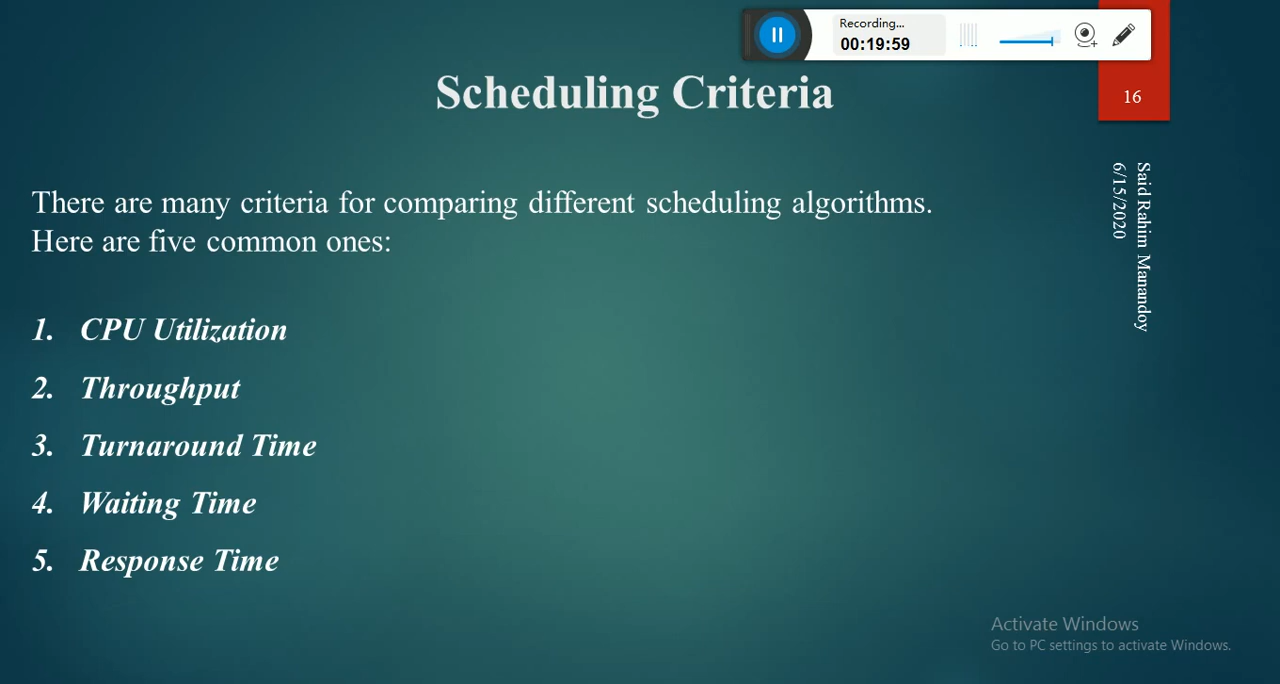 Recording...
00:19:59
Scheduling Criteria
16
Said Rahim Manandoy
6/15/2020
There are many criteria for comparing different scheduling algorithms.
Here are five common ones:
1. CPU Utilization
2. Throughput
3. Turnaround Time
4. Waiting Time
5. Response Time
Activate Windows
Go to PC settings to activate Windows.